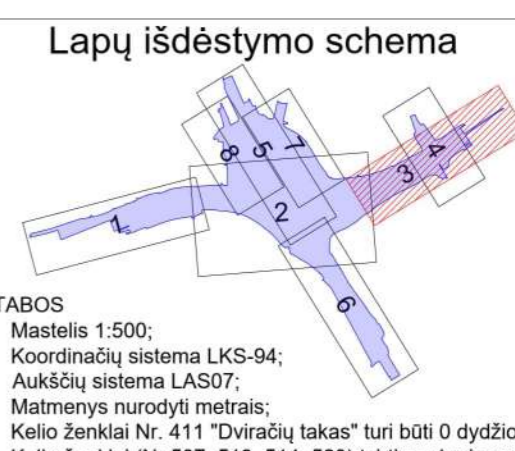 Lapų išdėstymo schema
8
5
7
4
3
1
2
6
TABOS
Mastelis 1:500;
Koordinačių sistema LKS-94;
Aukščių sistema LAS07;
Matmenys nurodyti metrais;
Kelio ženklai Nr. 411 "Dviračių takas" turi būti 0 dydžio